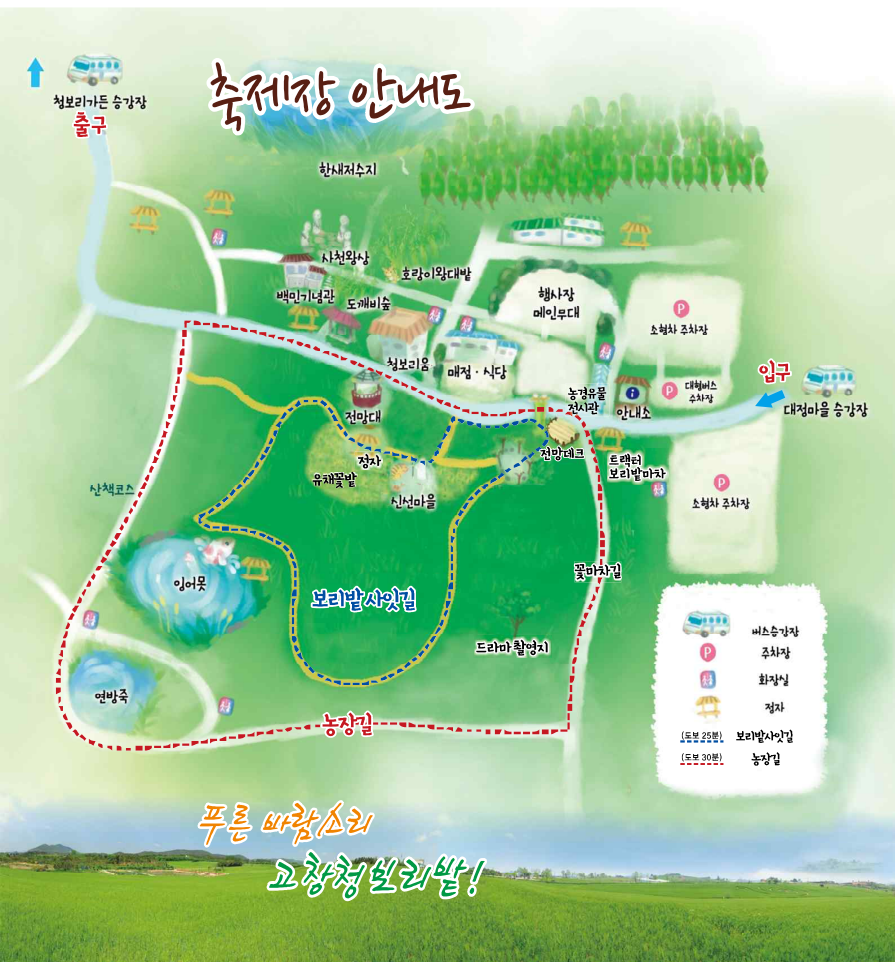 축제장 안내도
청보리가든 승강장
출구
한새저수지
사천왕상
호랑이왕대밭
백민기념관
도깨비숲
행사장
메인무대
P
소형차 주차장
청보리움
매점·식당
입구
대형버스
주차장
P
대정마을 승강장
농경유물
전시관
i
안내소
전망대
정자
유채꽃밭
신선마을
전망데크
트랙터
보리밭마차
P
소형차 주차장
산책코스
잉어못
보리밭사잇길
꽃마차길
드라마촬영지
연방죽
농장길
버스승강장
P
주차장
화장실
정자
(도보 25분)
보리밭사잇길
(도보 30분)
농장길
푸른 바람소리
고창청보리밭!